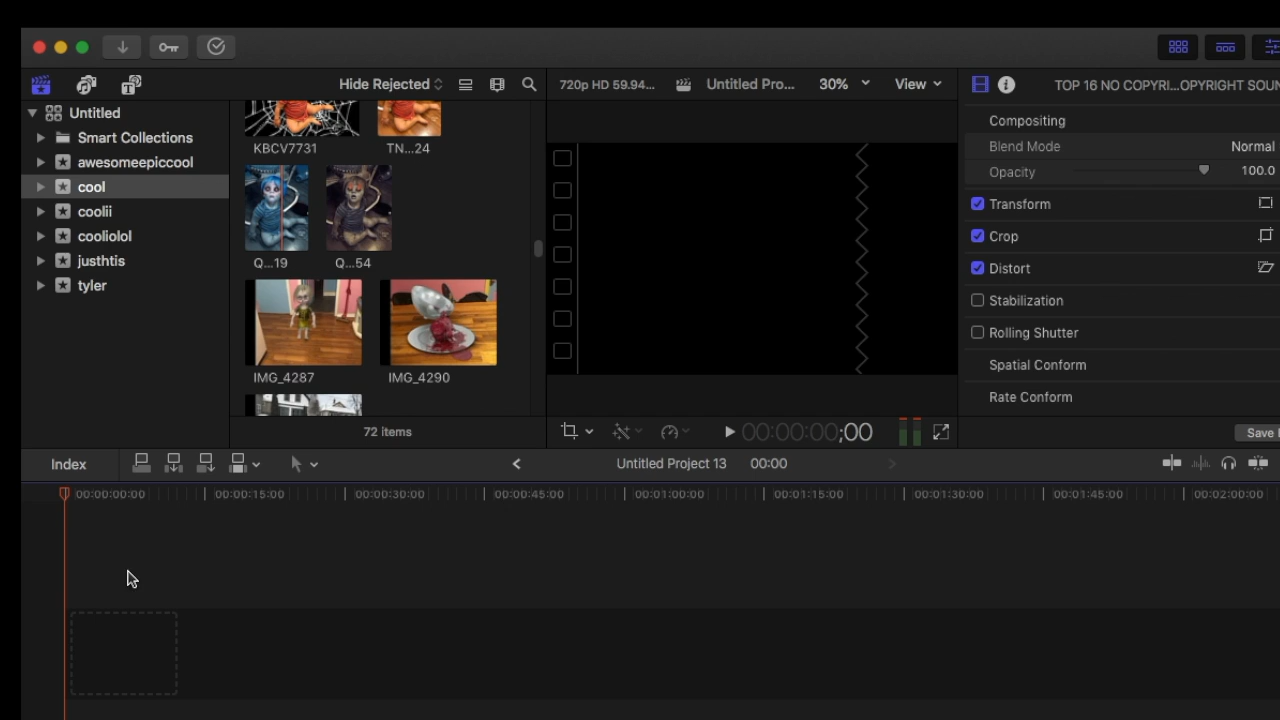 Hide Rejected
720p HD 59.94...
Untitled Pro...
30%
View
TOP 16 NO COPYRI...OPYRIGHT SOUN
Untitled
Smart Collections
awesomeepiccool
cool
coolii
cooliolol
justhtis
tyler
KBCV7731
TN...24
Q...19
Q...54
IMG_4287
IMG_4290
72 items
Compositing
Blend Mode
Normal
Opacity
100.0
Transform
Crop
Distort
Stabilization
Rolling Shutter
Spatial Conform
Rate Conform
00:00:00;00
Save
Index
Untitled Project 13
00:00
00:00:00:00
00:00:15:00
00:00:30:00
00:00:45:00
00:01:00:00
00:01:15:00
00:01:30:00
00:01:45:00
00:02:00:00